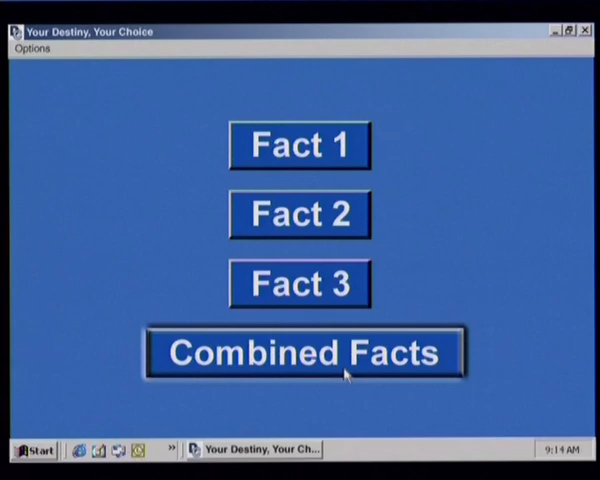 Your Destiny, Your Choice
Options
Fact 1
Fact 2
Fact 3
Combined Facts
Start
Your Destiny, Your Ch...
9:14 AM